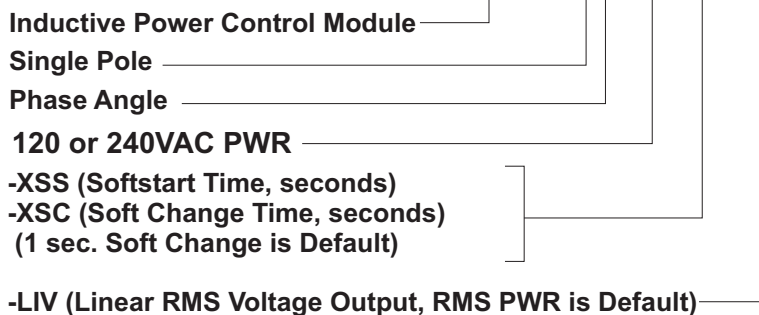 Inductive Power Control Module
Single Pole
Phase Angle
120 or 240VAC PWR
-XSS (Softstart Time, seconds)
-XSC (Soft Change Time, seconds)
(1 sec. Soft Change is Default)
-LIV (Linear RMS Voltage Output, RMS PWR is Default)